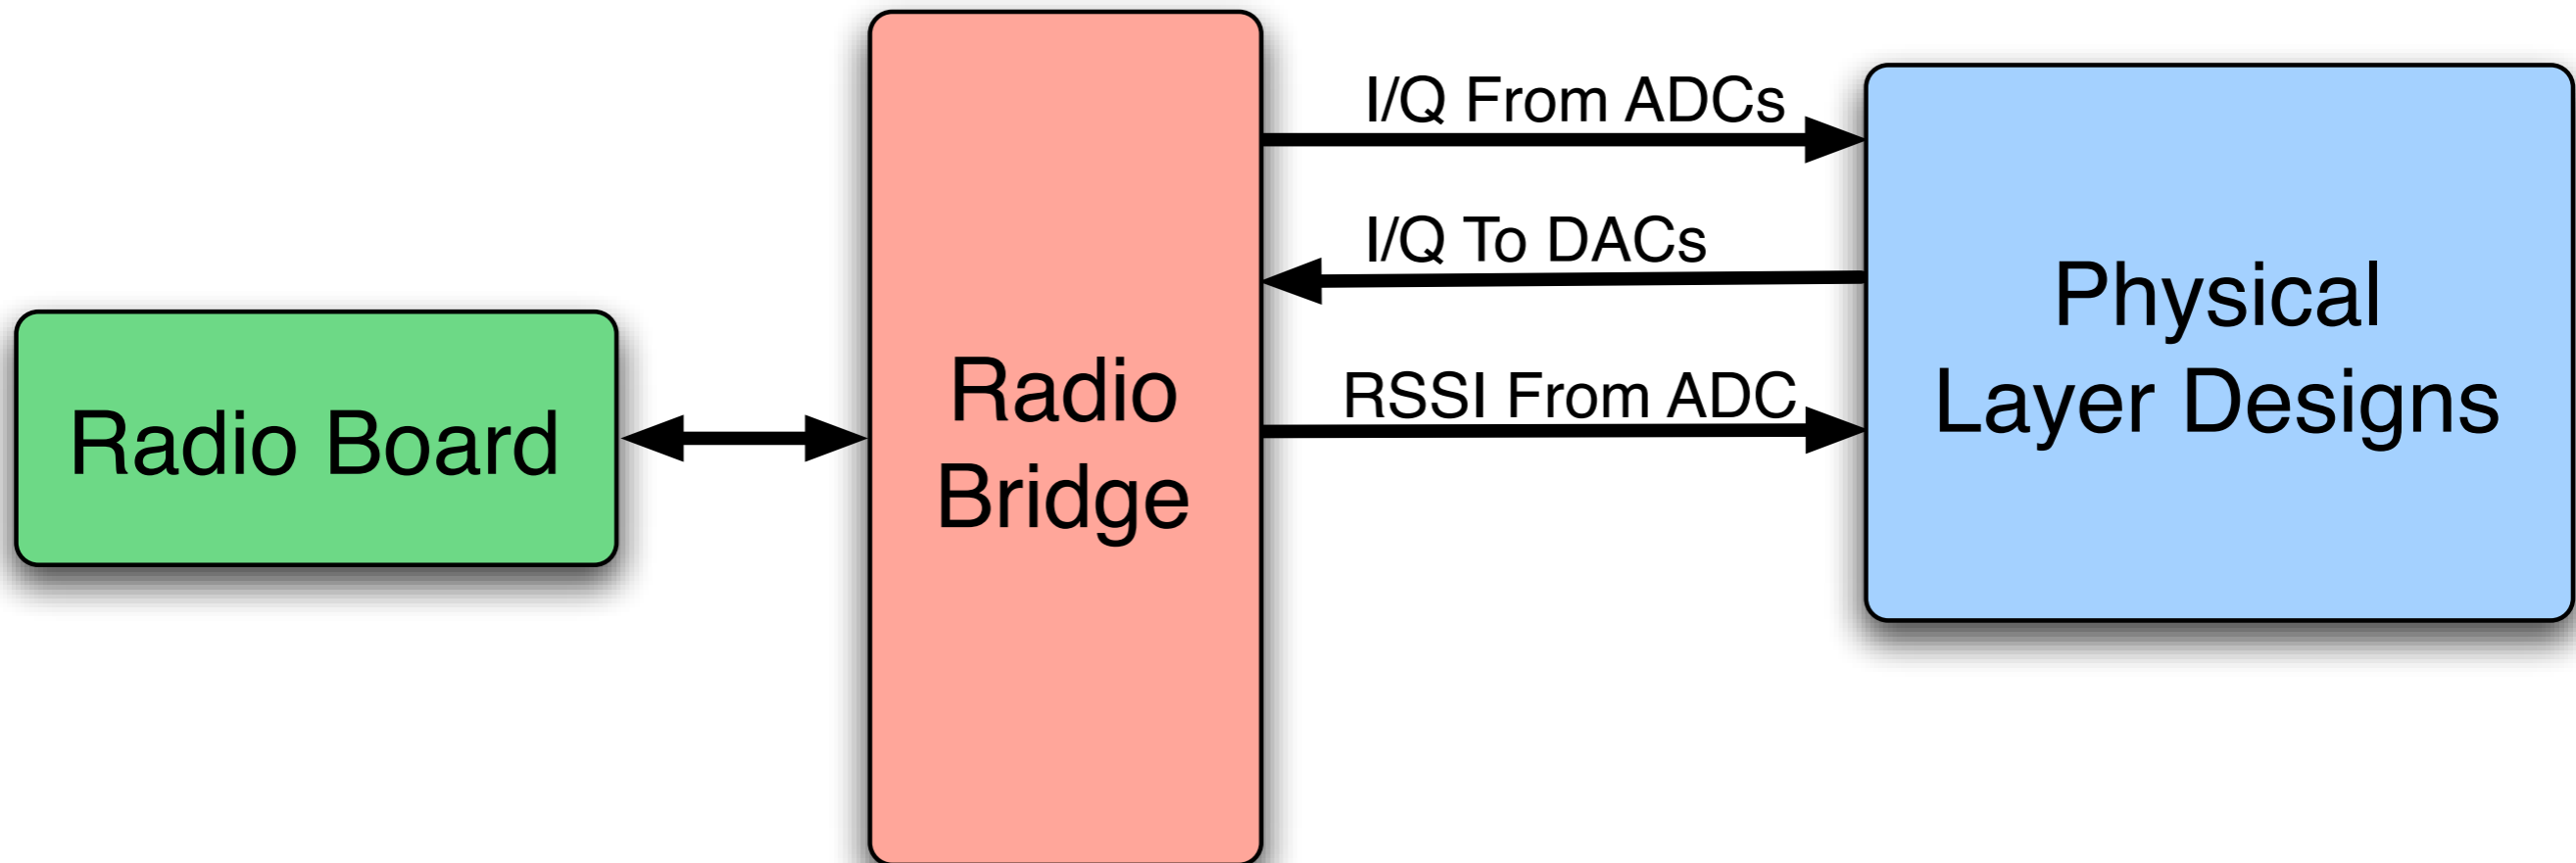 Radio Board
Radio
Bridge
I/Q From ADCs
I/Q To DACs
RSSI From ADC
Physical
Layer Designs